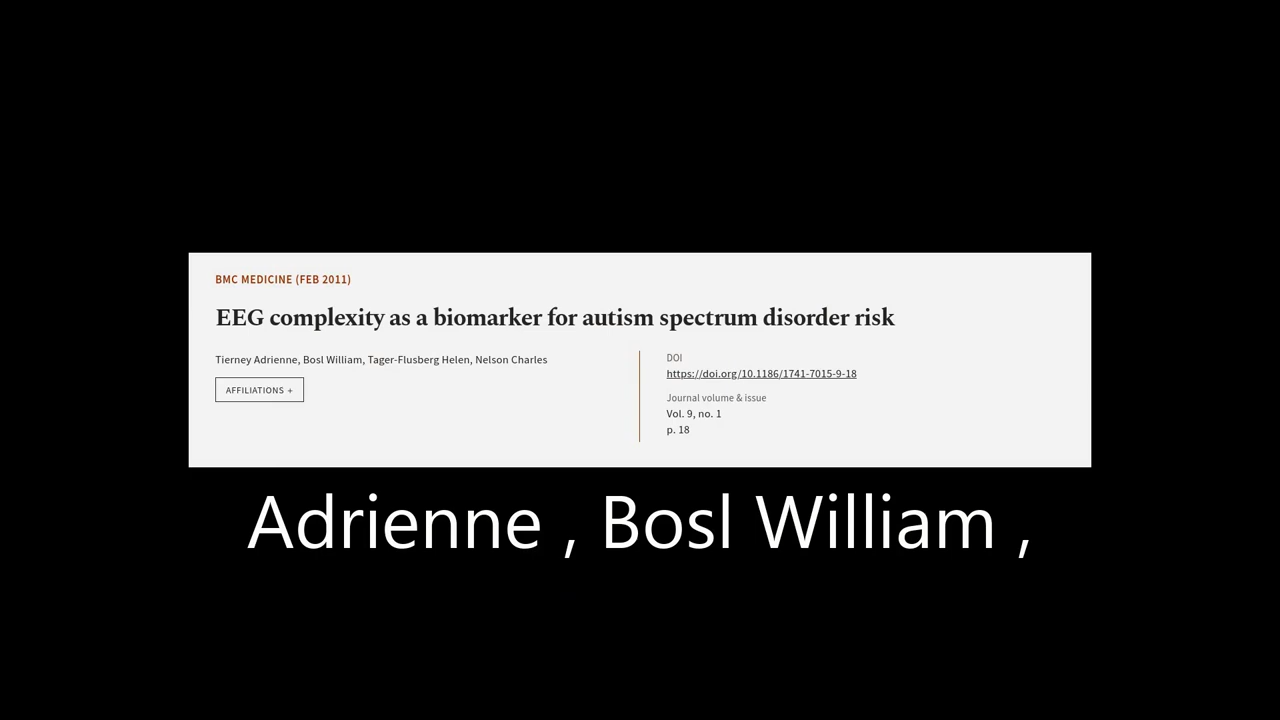 BMC MEDICINE (FEB 2011)
EEG complexity as a biomarker for autism spectrum disorder risk
Tierney Adrienne, Bosl William, Tager-Flusberg Helen, Nelson Charles
AFFILIATIONS +
DOI
https://doi.org/10.1186/1741-7015-9-18
Journal volume & issue
Vol. 9, no. 1
p. 18
Adrienne , Bosl William ,